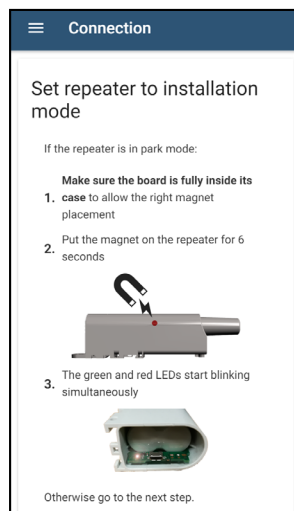 Connection
Set repeater to installation
mode
If the repeater is in park mode:
Make sure the board is fully inside its
1. case to allow the right magnet
placement
2. Put the magnet on the repeater for 6
seconds
3. The green and red LEDs start blinking
simultaneously
Otherwise go to the next step.